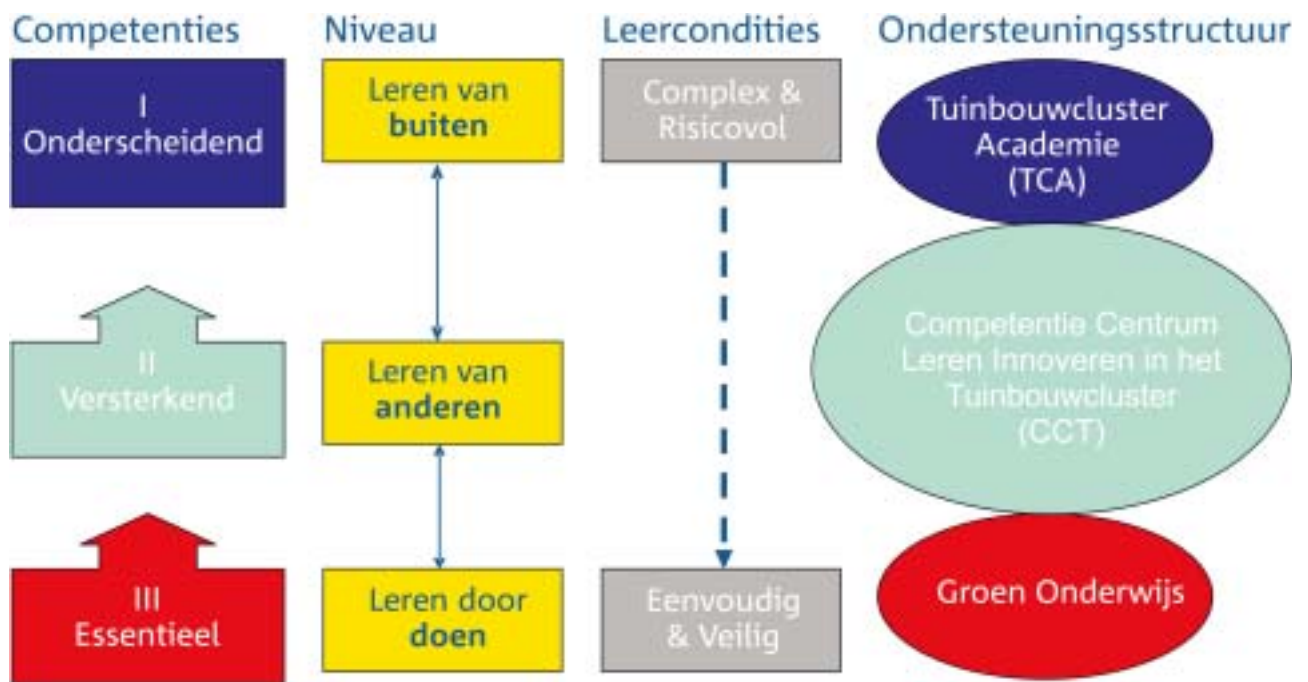 Competenties
Niveau
Leercondities
Ondersteuningsstructuur
I
Onderscheidend
Leren van
buiten
Complex &
Risicovol
Tuinbouwcluster
Academie
(TCA)
II
Versterkend
Leren van
anderen
Competentie Centrum
Leren Innoveren in het
Tuinbouwcluster
(CCT)
III
Essentieel
Leren door
doen
Eenvoudig
& Veilig
Groen Onderwijs